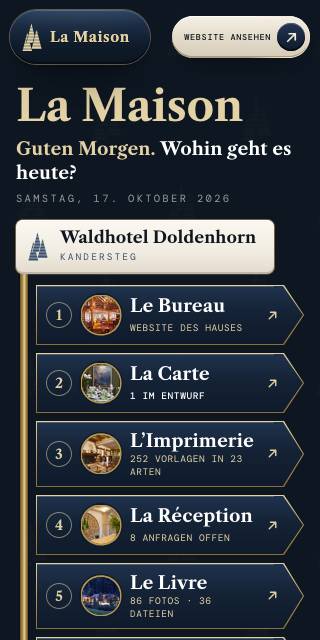 La Maison
WEBSITE ANSEHEN
La Maison
Guten Morgen. Wohin geht es
heute?
SAMSTAG, 17. OKTOBER 2026
Waldhotel Doldenhorn
KANDERSTEG
1
Le Bureau
WEBSITE DES HAUSES
2
La Carte
1 IM ENTWURF
3
L’Imprimerie
252 VORLAGEN IN 23
ARTEN
4
La Réception
8 ANFRAGEN OFFEN
5
Le Livre
86 FOTOS · 36
DATEIEN